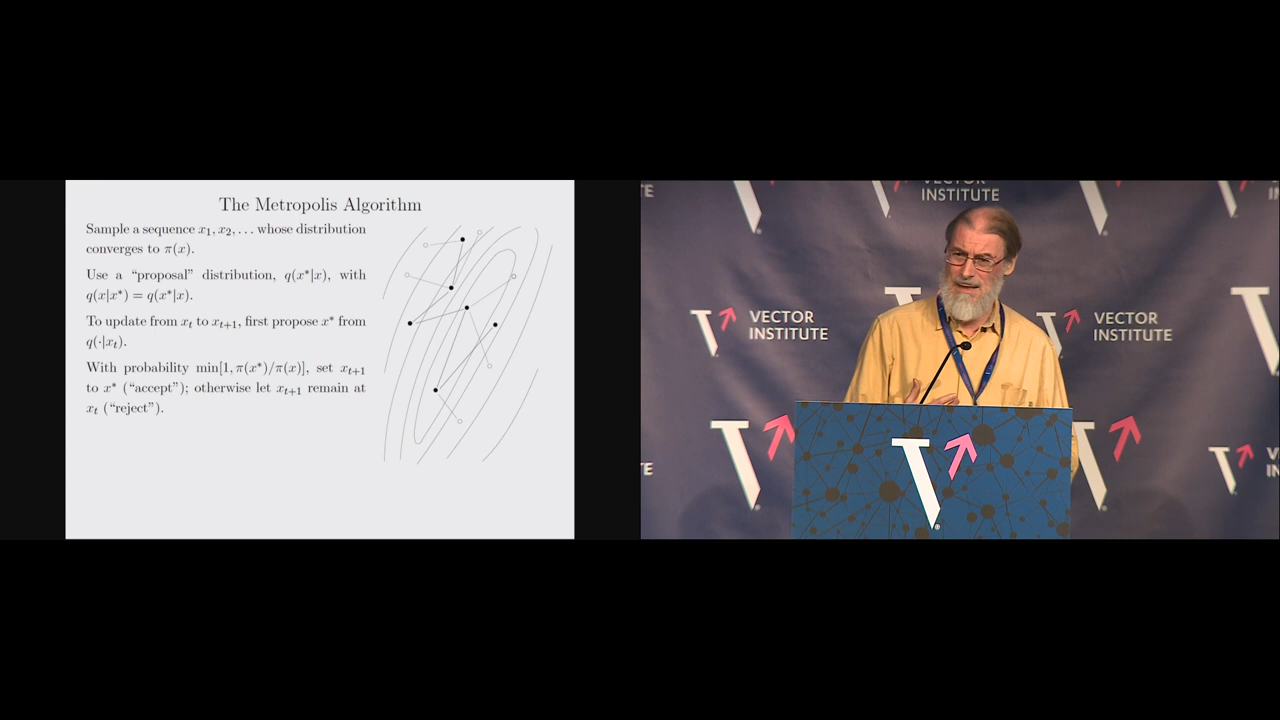 The Metropolis Algorithm
Sample a sequence x₁, x₂, . . . whose distribution
converges to π(x).
Use a “proposal” distribution, q(x*|x), with
q(x|x*) = q(x*|x).
To update from xₜ to xₜ₊₁, first propose x* from
q(·|xₜ).
With probability min[1, π(x*)/π(x)], set xₜ₊₁
to x* (“accept”); otherwise let xₜ₊₁ remain at
xₜ (“reject”).
VECTOR
INSTITUTE
VECTOR
INSTITUTE
VECTOR
INSTITUTE